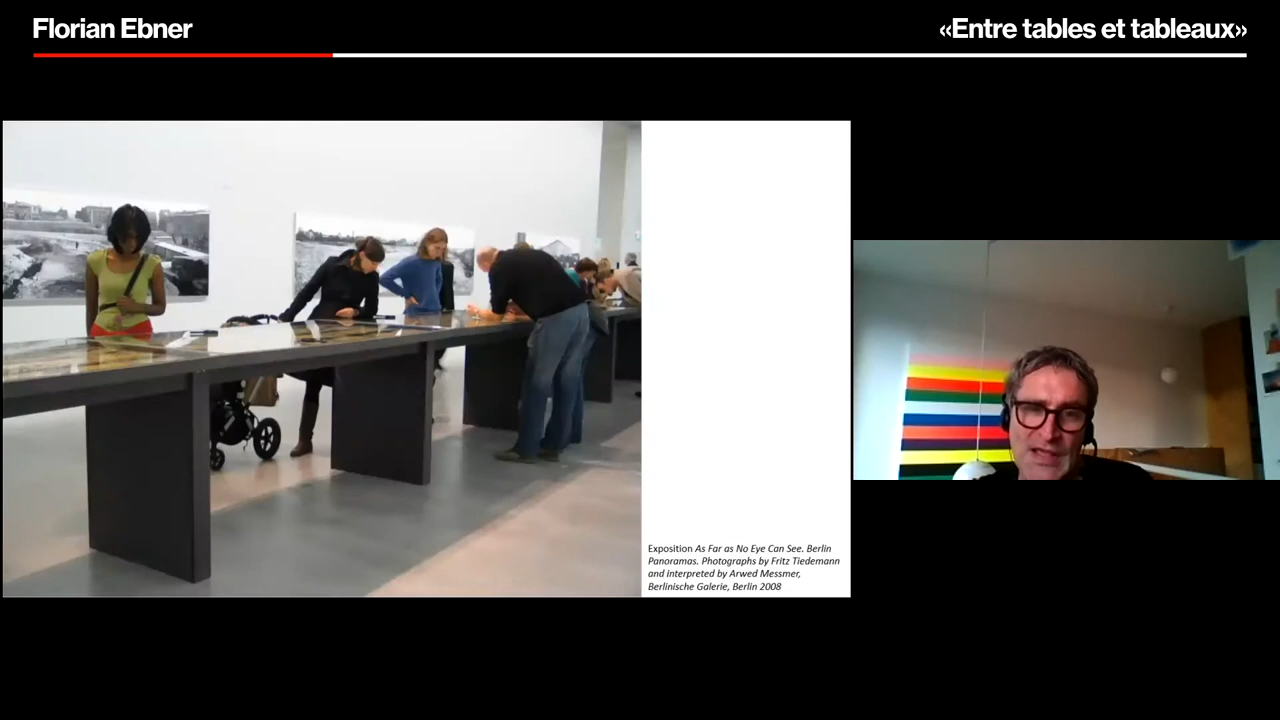 Florian Ebner
«Entre tables et tableaux»
Exposition As Far as No Eye Can See. Berlin
Panoramas. Photographs by Fritz Tiedemann
and interpreted by Arwed Messmer,
Berlinische Galerie, Berlin 2008